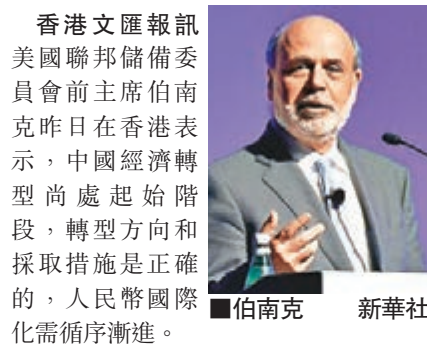 香港文匯報訊
美國聯邦儲備委
員會前主席伯南
克昨日在香港表
示，中國經濟轉
型尚處起始階
段，轉型方向和
採取措施是正確
的，人民幣國際
化需循序漸進。
■伯南克 新華社